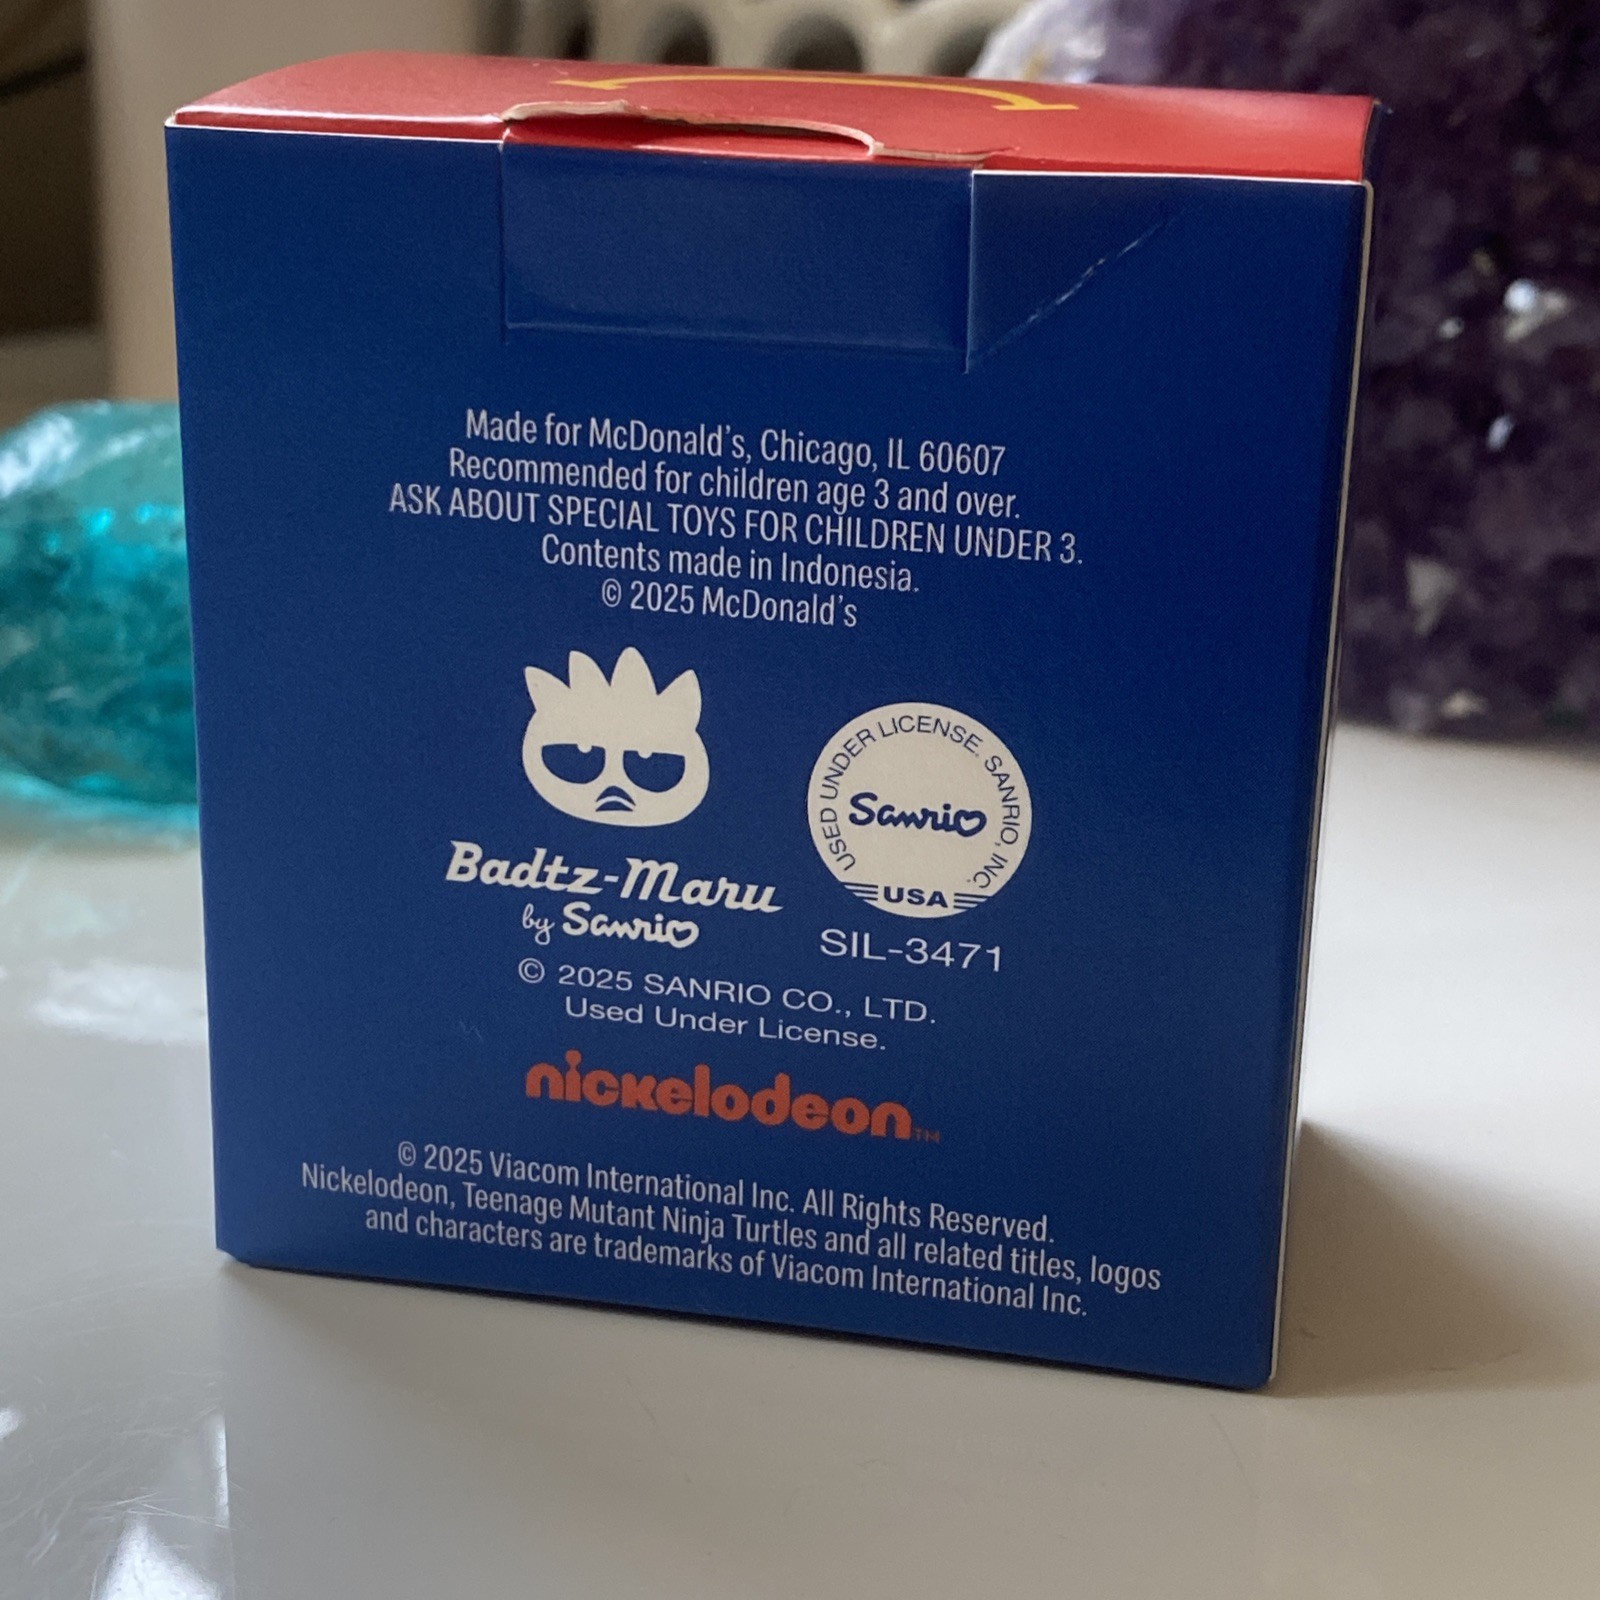 Made for McDonald's, Chicago, IL 60607
Recommended for children age 3 and over.
ASK ABOUT SPECIAL TOYS FOR CHILDREN UNDER 3.
Contents made in Indonesia.
© 2025 McDonald's
Badtz-Maru
by Sanrio
USED UNDER LICENSE. SANRIO, INC.
Sanrio
USA
SIL-3471
© 2025 SANRIO CO., LTD.
Used Under License.
nickelodeon™
© 2025 Viacom International Inc. All Rights Reserved.
Nickelodeon, Teenage Mutant Ninja Turtles and all related titles, logos
and characters are trademarks of Viacom International Inc.